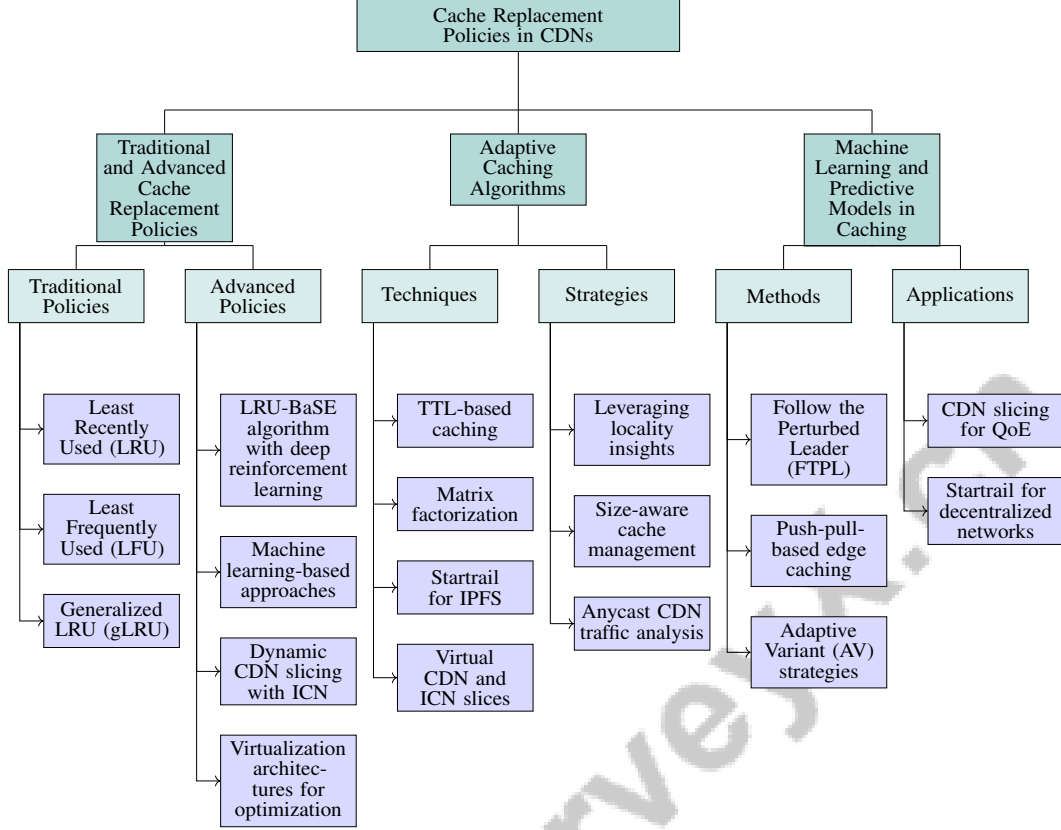 Cache Replacement
Policies in CDNs
Traditional
and Advanced
Cache
Replacement
Policies
Adaptive
Caching
Algorithms
Machine
Learning and
Predictive
Models in
Caching
Traditional
Policies
Advanced
Policies
Techniques
Strategies
Methods
Applications
Least
Recently
Used (LRU)
Least
Frequently
Used (LFU)
Generalized
LRU (gLRU)
LRU-BaSE
algorithm
with deep
reinforcement
learning
Machine
learning-based
approaches
Dynamic
CDN slicing
with ICN
Virtualization
architec-
tures for
optimization
TTL-based
caching
Matrix
factorization
Startrail
for IPFS
Virtual
CDN and
ICN slices
Leveraging
locality
insights
Size-aware
cache
management
Anycast CDN
traffic analysis
Follow the
Perturbed
Leader
(FTPL)
Push-pull-
based edge
caching
Adaptive
Variant (AV)
strategies
CDN slicing
for QoE
Startrail for
decentralized
networks